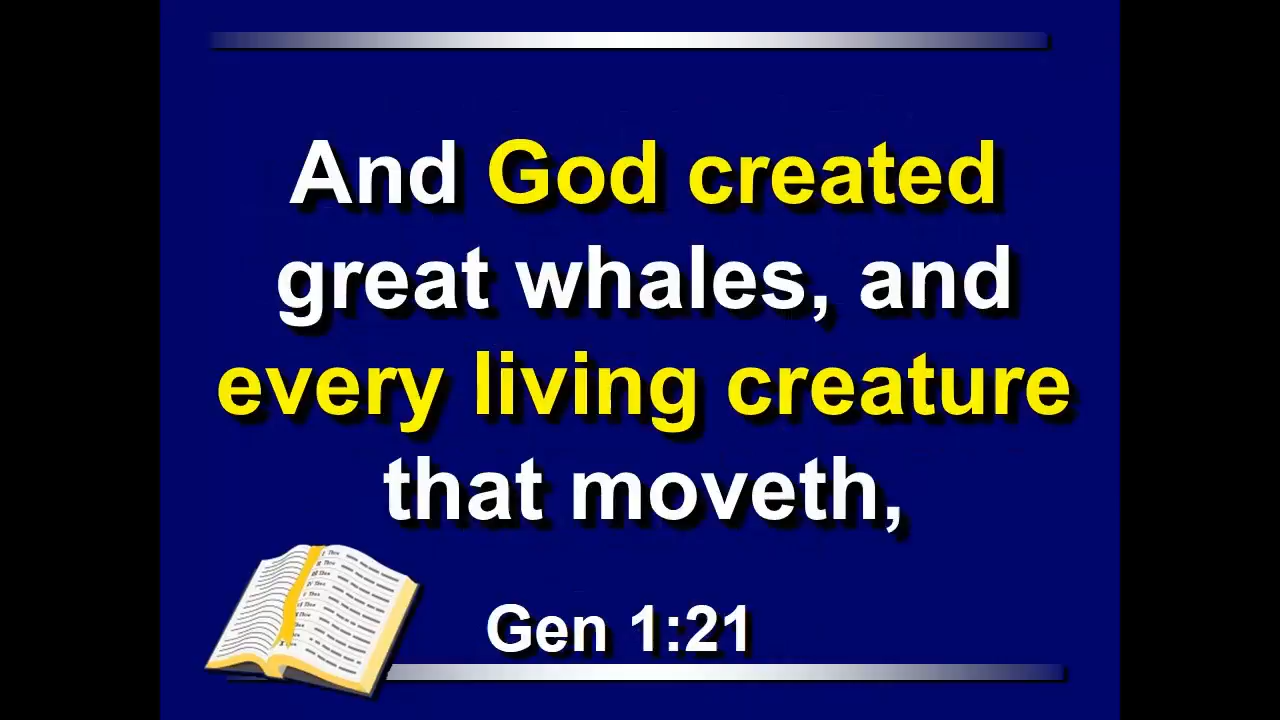 And God created
great whales, and
every living creature
that moveth,
Gen 1:21